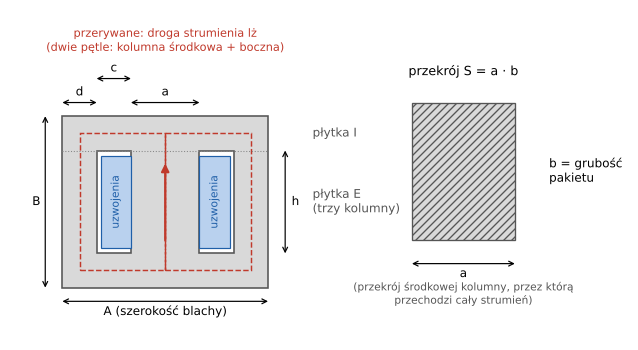 przerywane: droga strumienia lż
(dwie pętle: kolumna środkowa + boczna)
c
d
a
B
h
uzwojenia
uzwojenia
A (szerokość blachy)
płytka I
płytka E
(trzy kolumny)
przekrój S = a · b
b = grubość
pakietu
a
(przekrój środkowej kolumny, przez którą
przechodzi cały strumień)